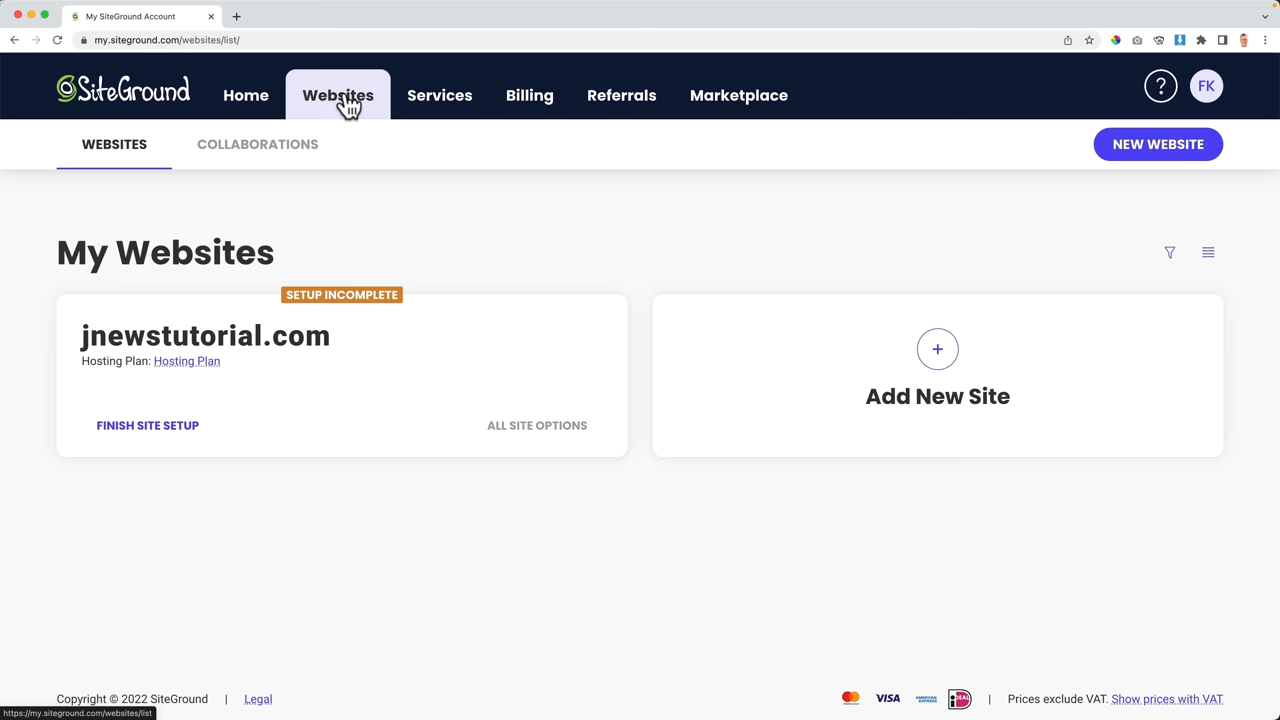 My SiteGround Account
my.siteground.com/websites/list/
SiteGround
Home
Websites
Services
Billing
Referrals
Marketplace
?
FK
WEBSITES
COLLABORATIONS
NEW WEBSITE
My Websites
SETUP INCOMPLETE
jnewstutorial.com
Hosting Plan: Hosting Plan
FINISH SITE SETUP
ALL SITE OPTIONS
+
Add New Site
Copyright © 2022 SiteGround | Legal
VISA
AMERICAN EXPRESS
iDEAL
| Prices exclude VAT. Show prices with VAT
https://my.siteground.com/websites/list